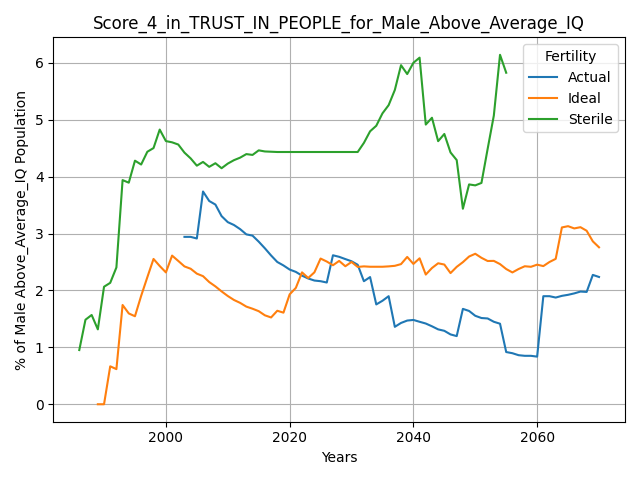 Score_4_in_TRUST_IN_PEOPLE_for_Male_Above_Average_IQ
% of Male Above_Average_IQ Population
6
5
4
3
2
1
0
Fertility
Actual
Ideal
Sterile
2000
2020
2040
2060
Years